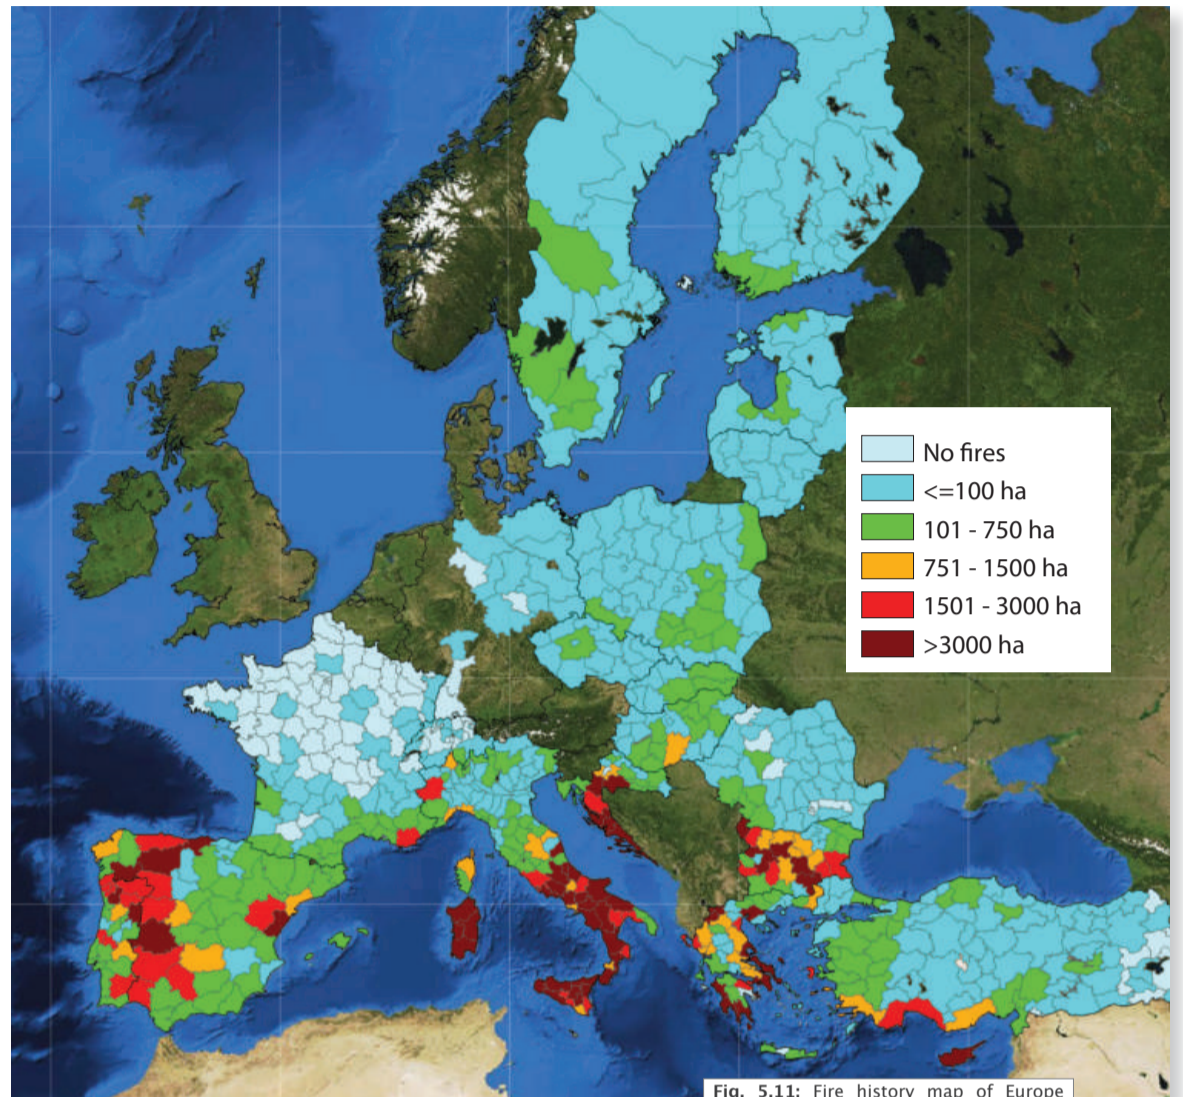 No fires
<=100 ha
101 - 750 ha
751 - 1500 ha
1501 - 3000 ha
>3000 ha
Fig. 5.11: Fire history map of Europe